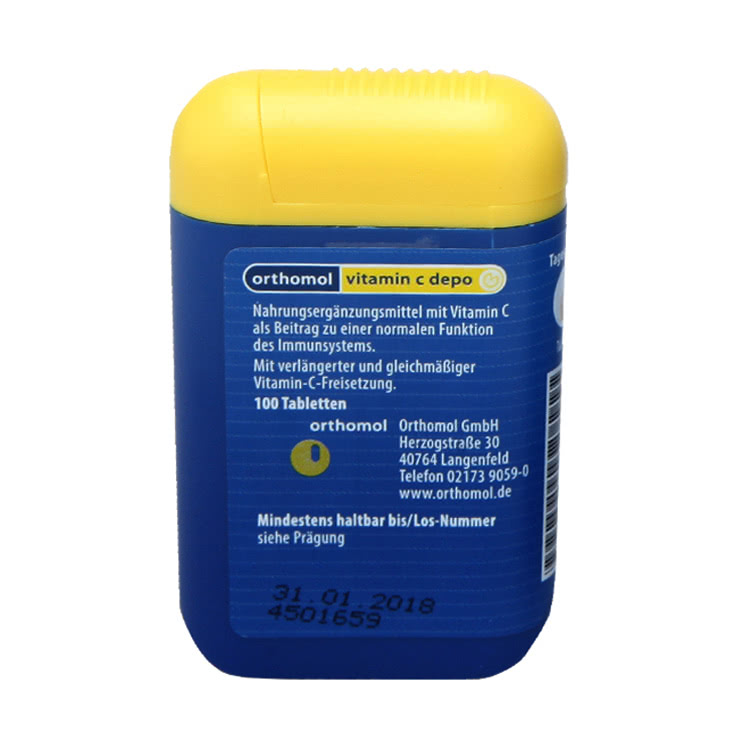 orthomol vitamin c depo
Nahrungsergänzungsmittel mit Vitamin C
als Beitrag zu einer normalen Funktion
des Immunsystems.
Mit verlängerter und gleichmäßiger
Vitamin-C-Freisetzung.
100 Tabletten
orthomol
Orthomol GmbH
Herzogstraße 30
40764 Langenfeld
Telefon 02173 9059-0
www.orthomol.de
Mindestens haltbar bis/Los-Nummer
siehe Prägung
31.01.2018
4501659